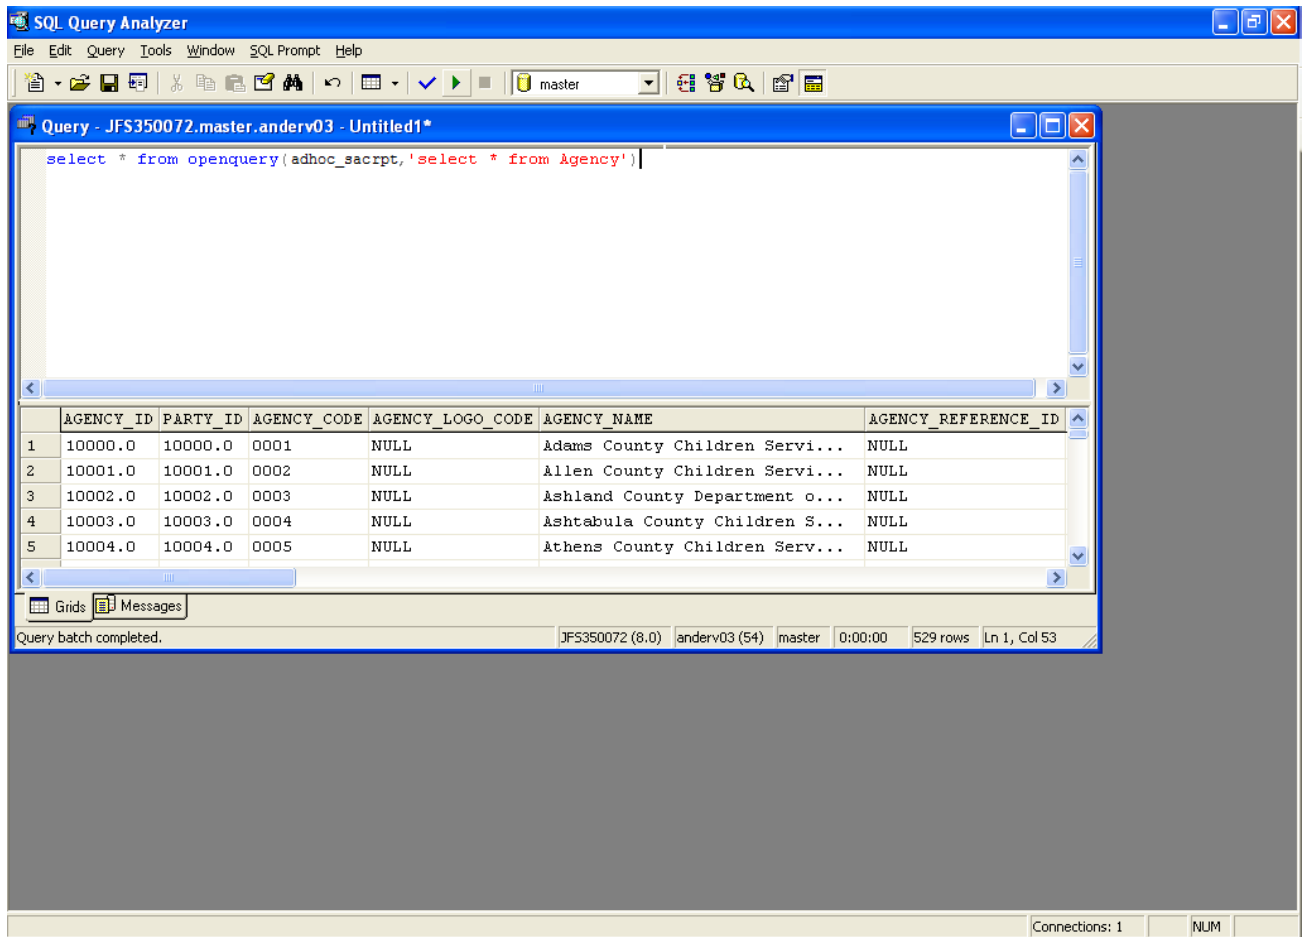 SQL Query Analyzer
File Edit Query Tools Window SQL Prompt Help
master
Query - JFS350072.master.anderv03 - Untitled1*
select * from openquery(adhoc_sacrpt,'select * from Agency')
AGENCY_ID PARTY_ID AGENCY_CODE AGENCY_LOGO_CODE AGENCY_NAME AGENCY_REFERENCE_ID
1 10000.0 10000.0 0001 NULL Adams County Children Servi... NULL
2 10001.0 10001.0 0002 NULL Allen County Children Servi... NULL
3 10002.0 10002.0 0003 NULL Ashland County Department o... NULL
4 10003.0 10003.0 0004 NULL Ashtabula County Children S... NULL
5 10004.0 10004.0 0005 NULL Athens County Children Serv... NULL
Grids Messages
Query batch completed. JFS350072 (8.0) anderv03 (54) master 0:00:00 529 rows Ln 1, Col 53
Connections: 1 NUM